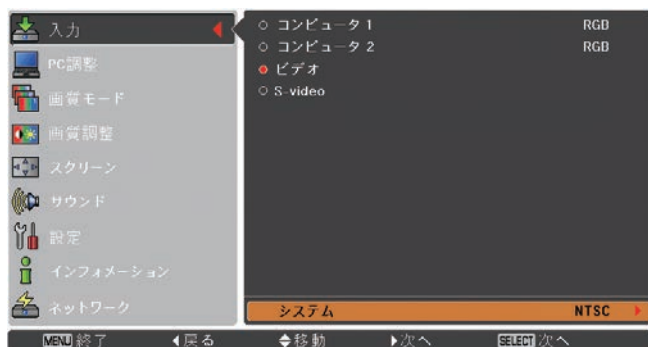 入力
PC調整
画質モード
画質調整
スクリーン
サウンド
設定
インフォメーション
ネットワーク
コンピュータ 1 RGB
コンピュータ 2 RGB
ビデオ
S-video
システム NTSC
MENU 終了 戻る 移動 次へ SELECT 次へ